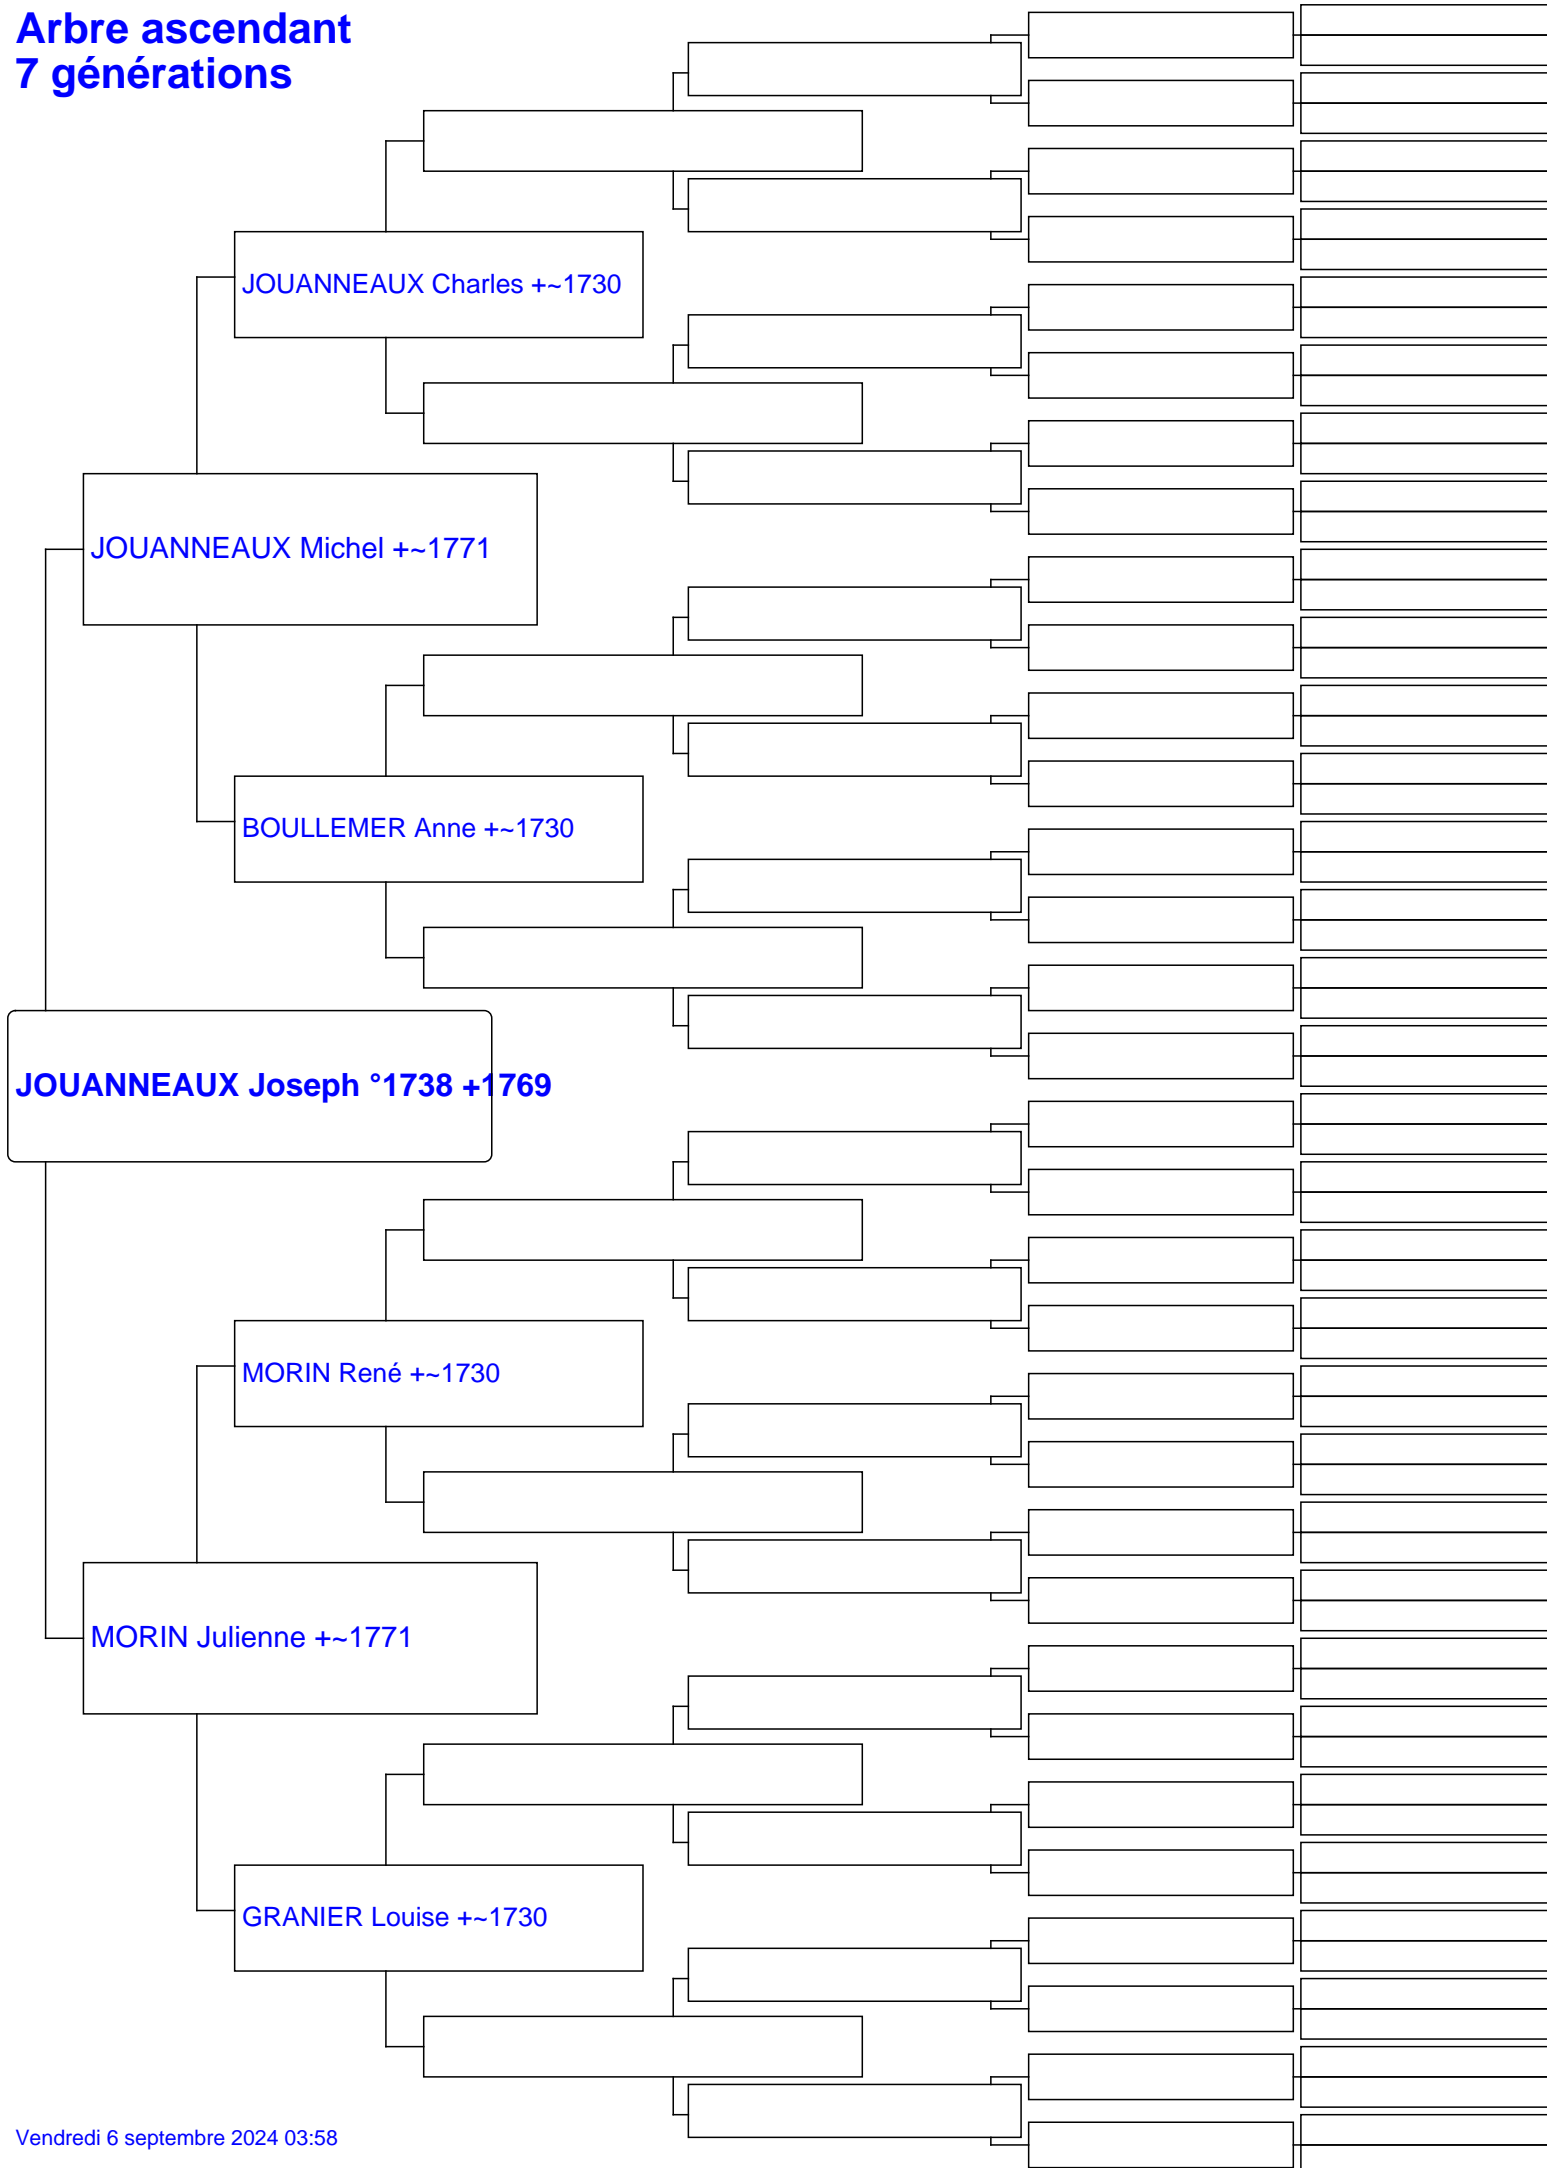 Arbre ascendant
7 générations
JOUANNEAUX Charles +~1730
JOUANNEAUX Michel +~1771
BOULLEMER Anne +~1730
JOUANNEAUX Joseph °1738 +1769
MORIN René +~1730
MORIN Julienne +~1771
GRANIER Louise +~1730
Vendredi 6 septembre 2024 03:58